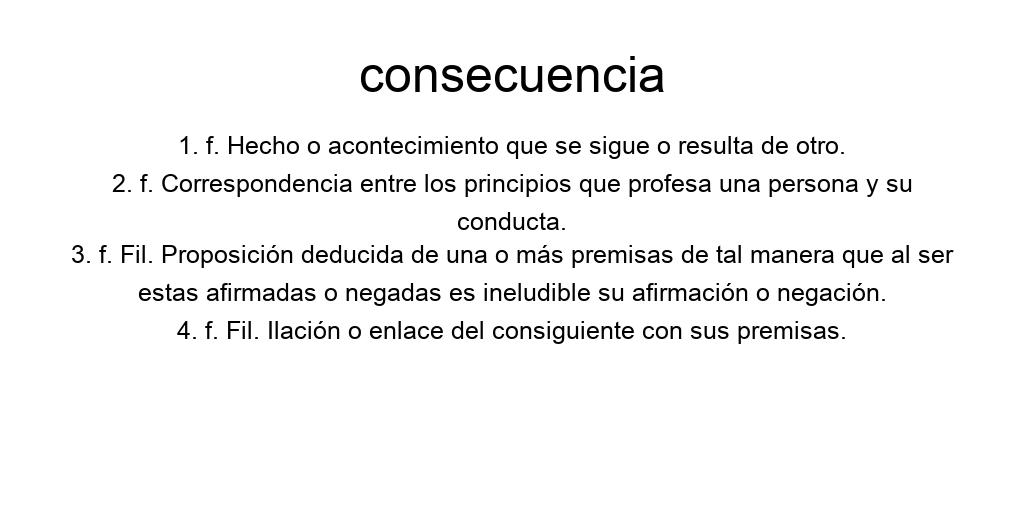 consecuencia
1. f. Hecho o acontecimiento que se sigue o resulta de otro.
2. f. Correspondencia entre los principios que profesa una persona y su
conducta.
3. f. Fil. Proposición deducida de una o más premisas de tal manera que al ser
estas afirmadas o negadas es ineludible su afirmación o negación.
4. f. Fil. Ilación o enlace del consiguiente con sus premisas.